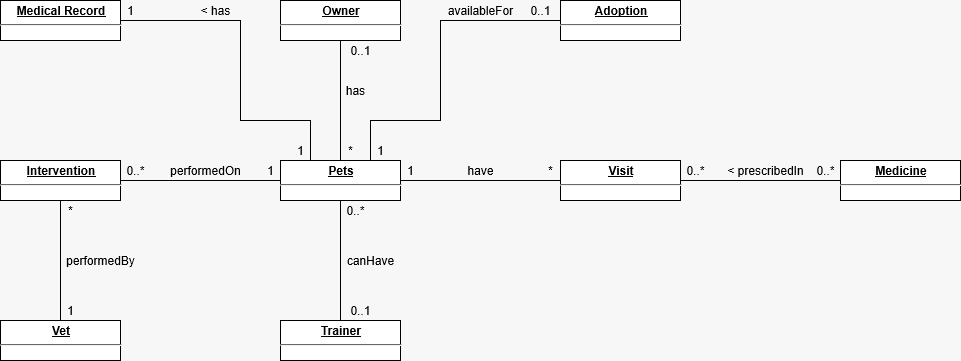 Medical Record 1 < has Owner availableFor 0..1 Adoption
0..1
has
1 * 1
Intervention 0..* performedOn 1 Pets 1 have * Visit 0..* < prescribedIn 0..* Medicine
* 0..*
performedBy canHave
1 0..1
Vet Trainer